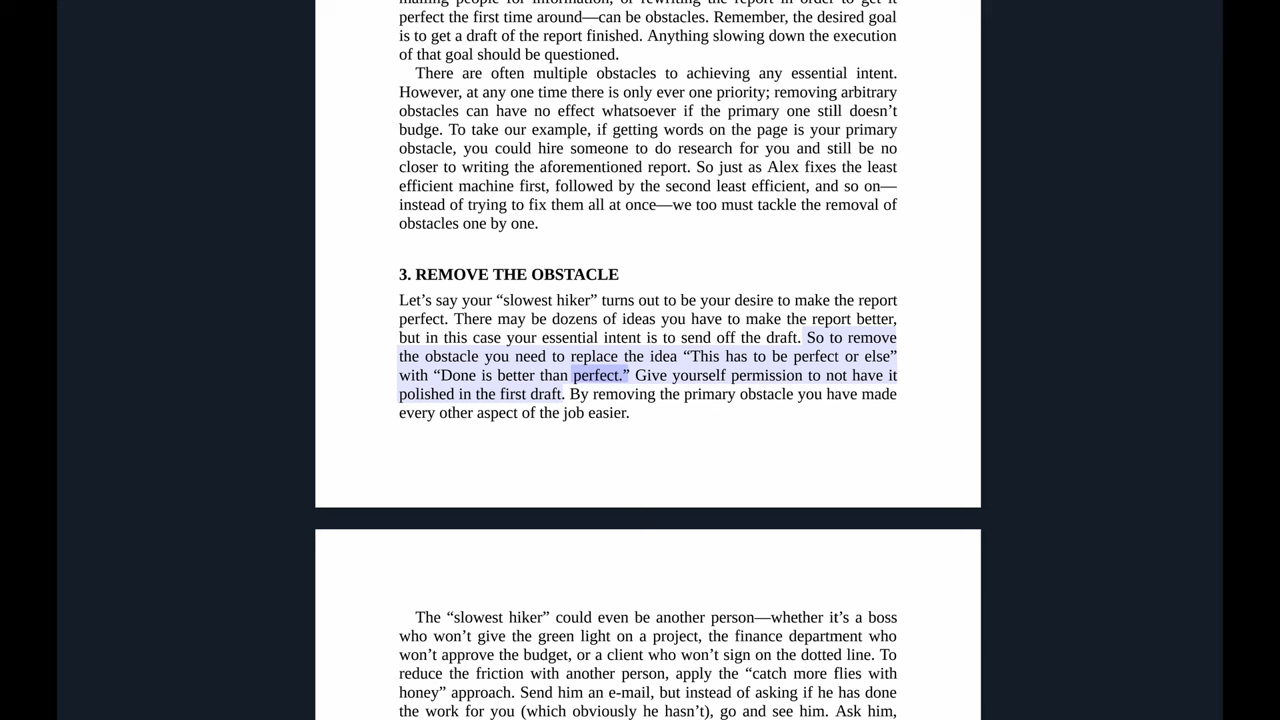 mailing people for information, or rewriting the report in order to get it
perfect the first time around—can be obstacles. Remember, the desired goal
is to get a draft of the report finished. Anything slowing down the execution
of that goal should be questioned.
There are often multiple obstacles to achieving any essential intent.
However, at any one time there is only ever one priority; removing arbitrary
obstacles can have no effect whatsoever if the primary one still doesn’t
budge. To take our example, if getting words on the page is your primary
obstacle, you could hire someone to do research for you and still be no
closer to writing the aforementioned report. So just as Alex fixes the least
efficient machine first, followed by the second least efficient, and so on—
instead of trying to fix them all at once—we too must tackle the removal of
obstacles one by one.
3. REMOVE THE OBSTACLE
Let’s say your “slowest hiker” turns out to be your desire to make the report
perfect. There may be dozens of ideas you have to make the report better,
but in this case your essential intent is to send off the draft. So to remove
the obstacle you need to replace the idea “This has to be perfect or else”
with “Done is better than perfect.” Give yourself permission to not have it
polished in the first draft. By removing the primary obstacle you have made
every other aspect of the job easier.
The “slowest hiker” could even be another person—whether it’s a boss
who won’t give the green light on a project, the finance department who
won’t approve the budget, or a client who won’t sign on the dotted line. To
reduce the friction with another person, apply the “catch more flies with
honey” approach. Send him an e-mail, but instead of asking if he has done
the work for you (which obviously he hasn’t), go and see him. Ask him,